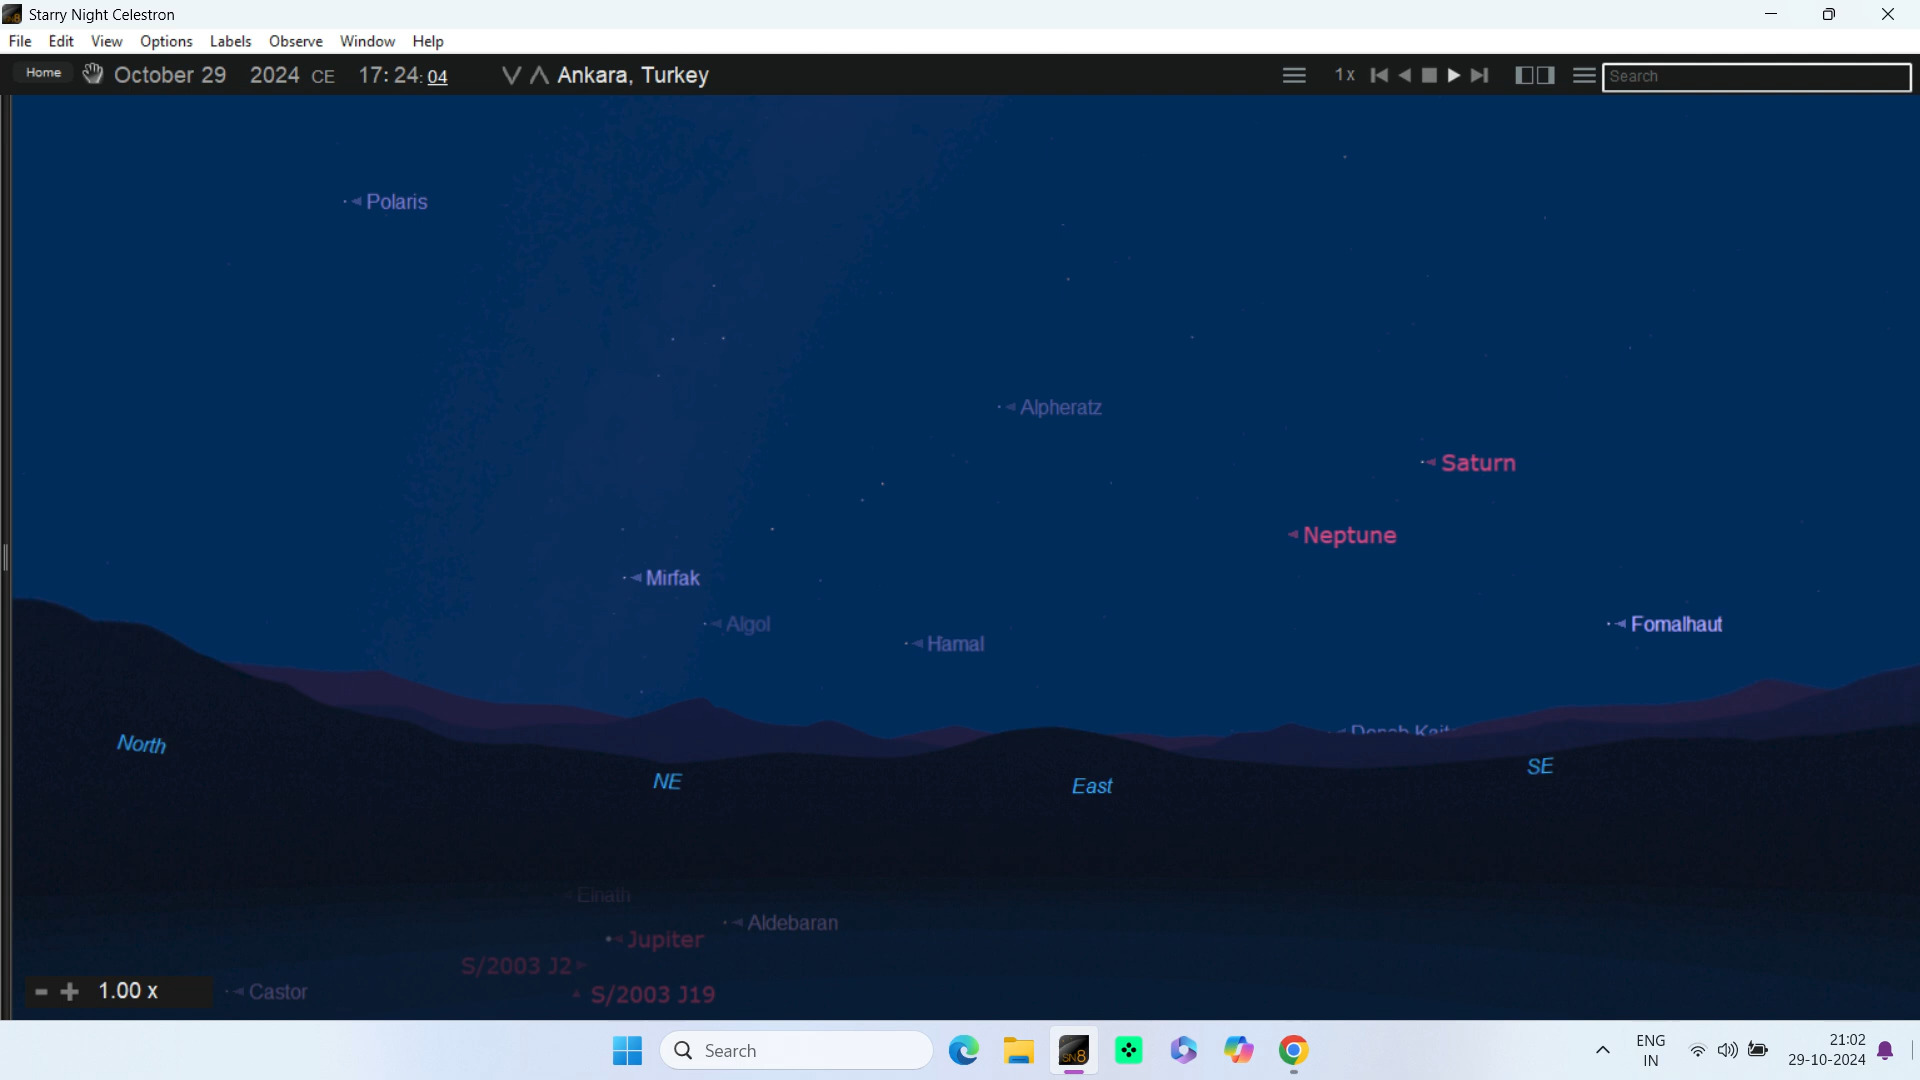 Starry Night Celestron
File Edit View Options Labels Observe Window Help
Home October 29 2024 CE 17:24:04 Ankara, Turkey 1x Search
Polaris
Alpheratz
Saturn
Neptune
Mirfak
Algol
Hamal
Fomalhaut
North
NE
East
SE
Elnath
Aldebaran
Jupiter
S/2003 J2
S/2003 J19
Castor
1.00 x
Search
SN8
ENG
IN
21:02
29-10-2024